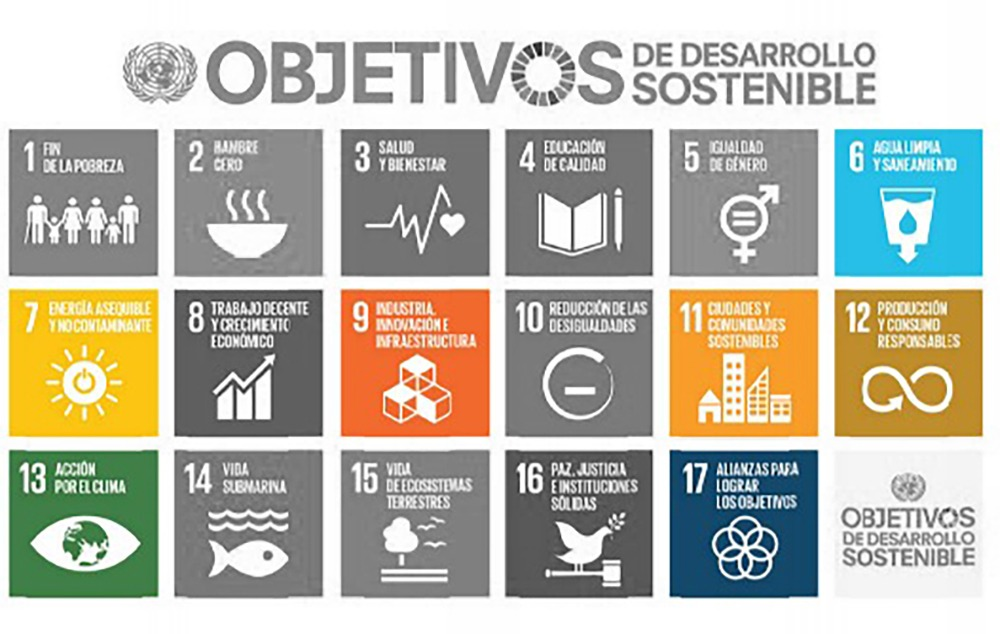 OBJETIVOS DE DESARROLLO
SOSTENIBLE
1 FIN
DE LA POBREZA
2 HAMBRE
CERO
3 SALUD
Y BIENESTAR
4 EDUCACIÓN
DE CALIDAD
5 IGUALDAD
DE GÉNERO
6 AGUA LIMPIA
Y SANEAMIENTO
7 ENERGÍA ASEQUIBLE
Y NO CONTAMINANTE
8 TRABAJO DECENTE
Y CRECIMIENTO
ECONÓMICO
9 INDUSTRIA,
INNOVACIÓN E
INFRAESTRUCTURA
10 REDUCCIÓN DE LAS
DESIGUALDADES
11 CIUDADES Y
COMUNIDADES
SOSTENIBLES
12 PRODUCCIÓN
Y CONSUMO
RESPONSABLES
13 ACCIÓN
POR EL CLIMA
14 VIDA
SUBMARINA
15 VIDA
DE ECOSISTEMAS
TERRESTRES
16 PAZ, JUSTICIA
E INSTITUCIONES
SÓLIDAS
17 ALIANZAS PARA
LOGRAR
LOS OBJETIVOS
OBJETIVOS
DE DESARROLLO
SOSTENIBLE